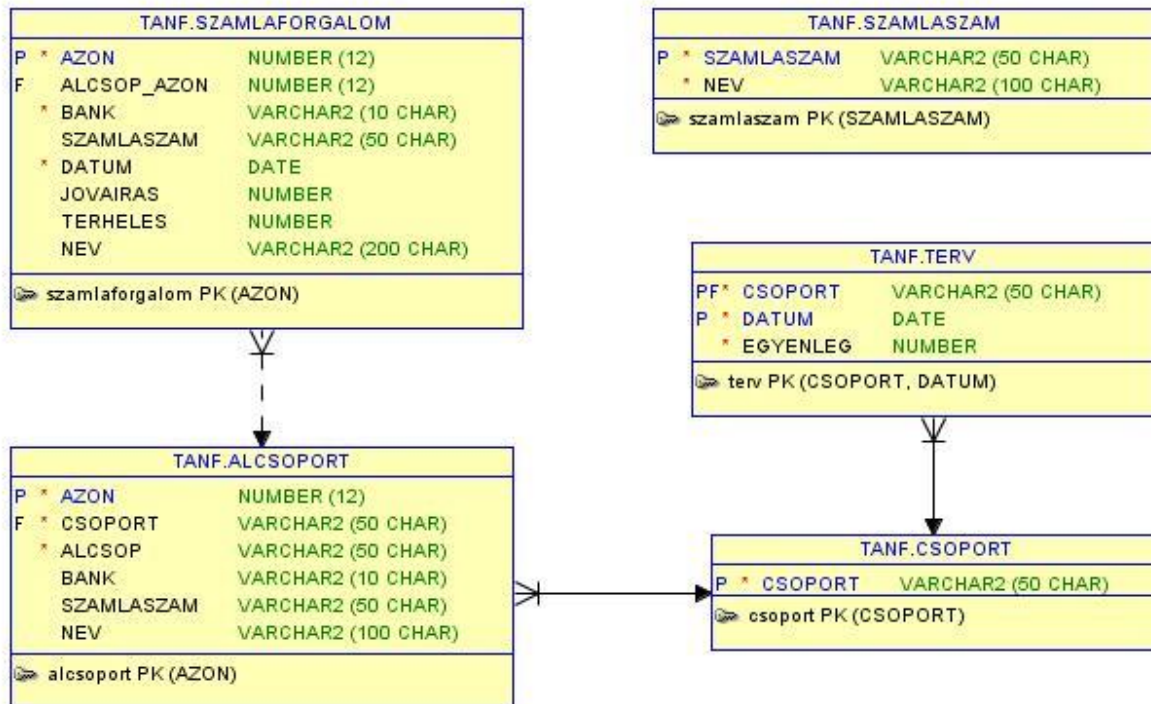 TANF.SZAMLAFORGALOM
P * AZON NUMBER (12)
F ALCSOP_AZON NUMBER (12)
* BANK VARCHAR2 (10 CHAR)
SZAMLASZAM VARCHAR2 (50 CHAR)
* DATUM DATE
JOVAIRAS NUMBER
TERHELES NUMBER
NEV VARCHAR2 (200 CHAR)
szamlaforgalom PK (AZON)
TANF.SZAMLASZAM
P * SZAMLASZAM VARCHAR2 (50 CHAR)
* NEV VARCHAR2 (100 CHAR)
szamlaszam PK (SZAMLASZAM)
TANF.TERV
PF* CSOPORT VARCHAR2 (50 CHAR)
P * DATUM DATE
* EGYENLEG NUMBER
terv PK (CSOPORT, DATUM)
TANF.ALCSOPORT
P * AZON NUMBER (12)
F * CSOPORT VARCHAR2 (50 CHAR)
* ALCSOP VARCHAR2 (50 CHAR)
BANK VARCHAR2 (10 CHAR)
SZAMLASZAM VARCHAR2 (50 CHAR)
NEV VARCHAR2 (100 CHAR)
alcsoport PK (AZON)
TANF.CSOPORT
P * CSOPORT VARCHAR2 (50 CHAR)
csoport PK (CSOPORT)